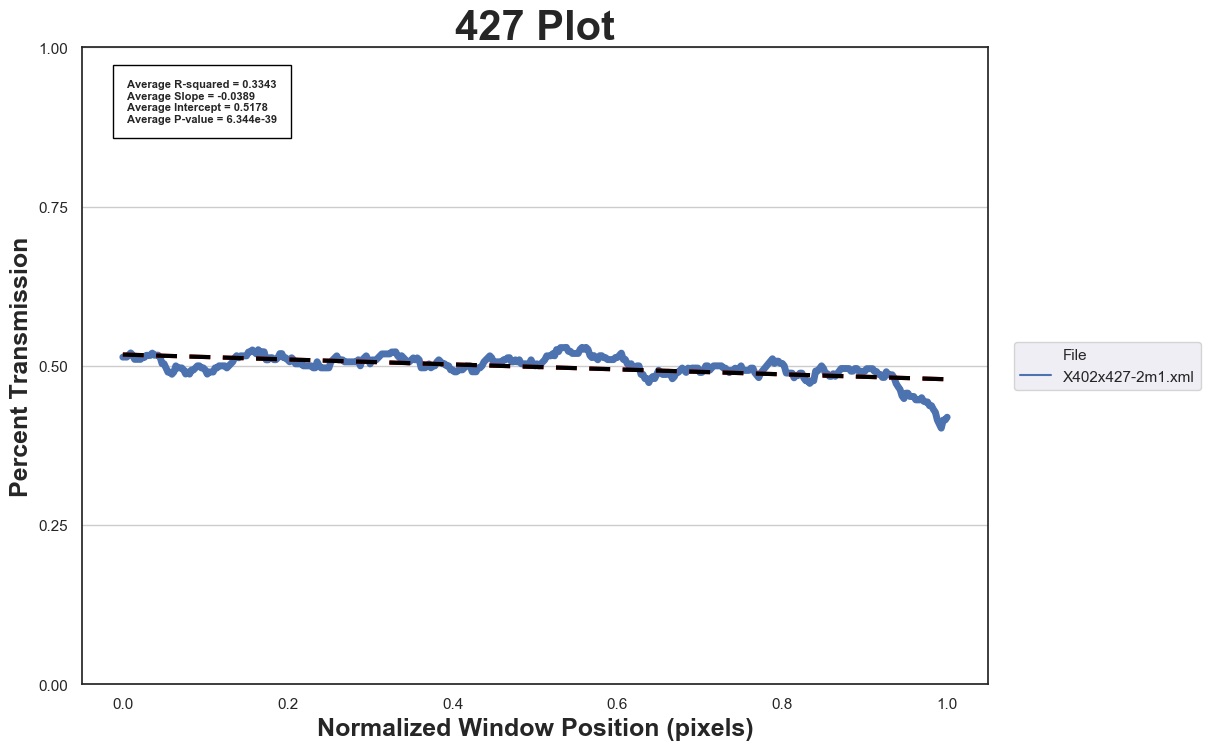 427 Plot
1.00
Average R-squared = 0.3343
Average Slope = -0.0389
Average Intercept = 0.5178
Average P-value = 6.344e-39
0.75
Percent Transmission
0.50
File
X402x427-2m1.xml
0.25
0.00
0.0 0.2 0.4 0.6 0.8 1.0
Normalized Window Position (pixels)